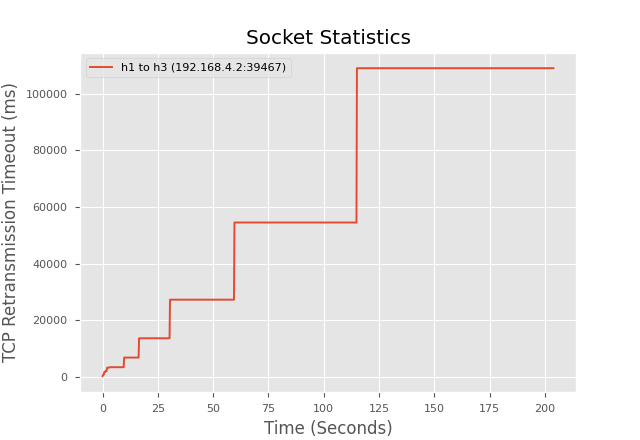 Socket Statistics
h1 to h3 (192.168.4.2:39467)
TCP Retransmission Timeout (ms)
100000
80000
60000
40000
20000
0
0 25 50 75 100 125 150 175 200
Time (Seconds)